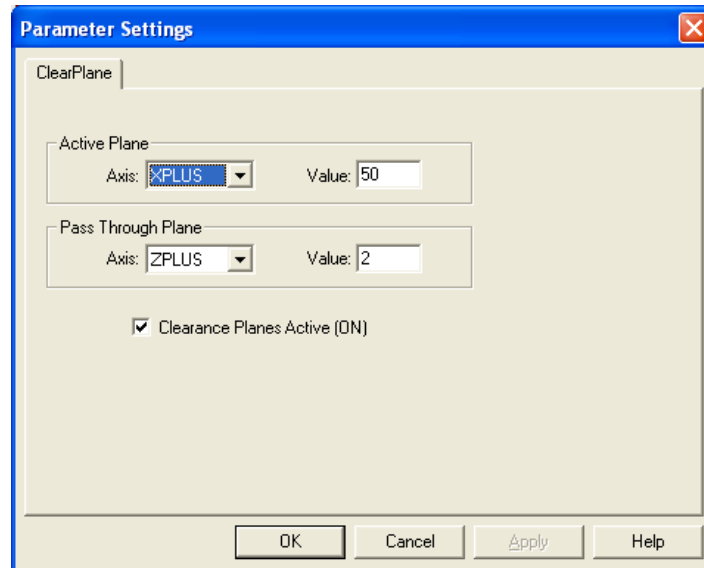 Parameter Settings
ClearPlane
Active Plane
Axis: XPLUS Value: 50
Pass Through Plane
Axis: ZPLUS Value: 2
Clearance Planes Active (ON)
OK Cancel Apply Help